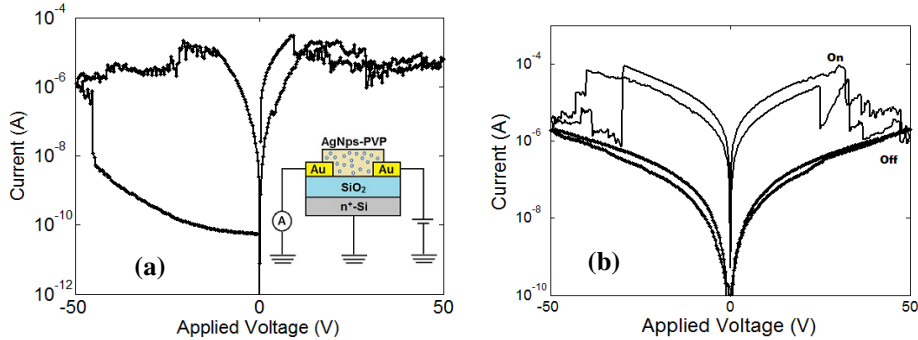 10⁻⁴
10⁻⁶
10⁻⁸
10⁻¹⁰
10⁻¹²
Current (A)
-50
0
50
Applied Voltage (V)
(a)
AgNps-PVP
Au
Au
SiO₂
n⁺-Si
A
10⁻⁴
10⁻⁶
10⁻⁸
10⁻¹⁰
Current (A)
-50
0
50
Applied Voltage (V)
(b)
On
Off